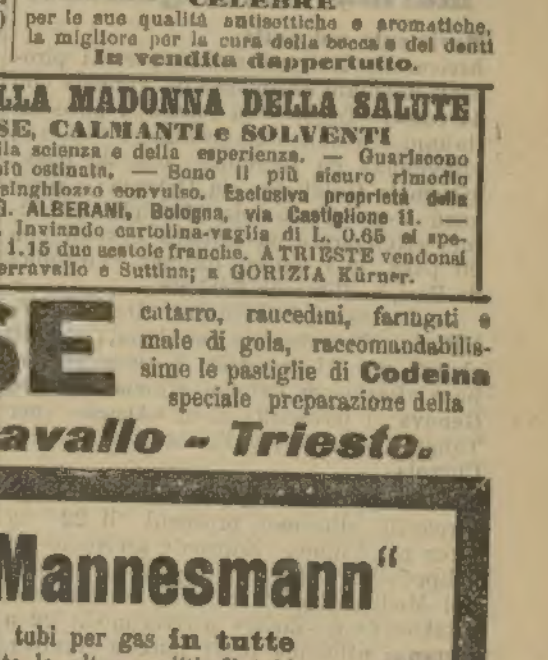 CELEBRE
per le sue qualità antisettiche e aromatiche,
la migliore per la cura della bocca e dei denti
In vendita dappertutto.
LLA MADONNA DELLA SALUTE
SE, CALMANTI e SOLVENTI
lla scienza e della esperienza. — Guariscono
più ostinata. — Sono il più sicuro rimedio
singhiozzo convulso. Esclusiva proprietà della
G. ALBERANI, Bologna, via Castiglione 11. —
Inviando cartolina-vaglia di L. 0.65 si spe-
1.15 due scatole franche. A TRIESTE vendonsi
erravallo e Suttina; a GORIZIA Kürner.
SE
catarro, raucedini, faringiti e
male di gola, raccomandabilis-
sime le pastiglie di Codeina
speciale preparazione della
avallo - Trieste.
Mannesmann“
tubi per gas in tutte